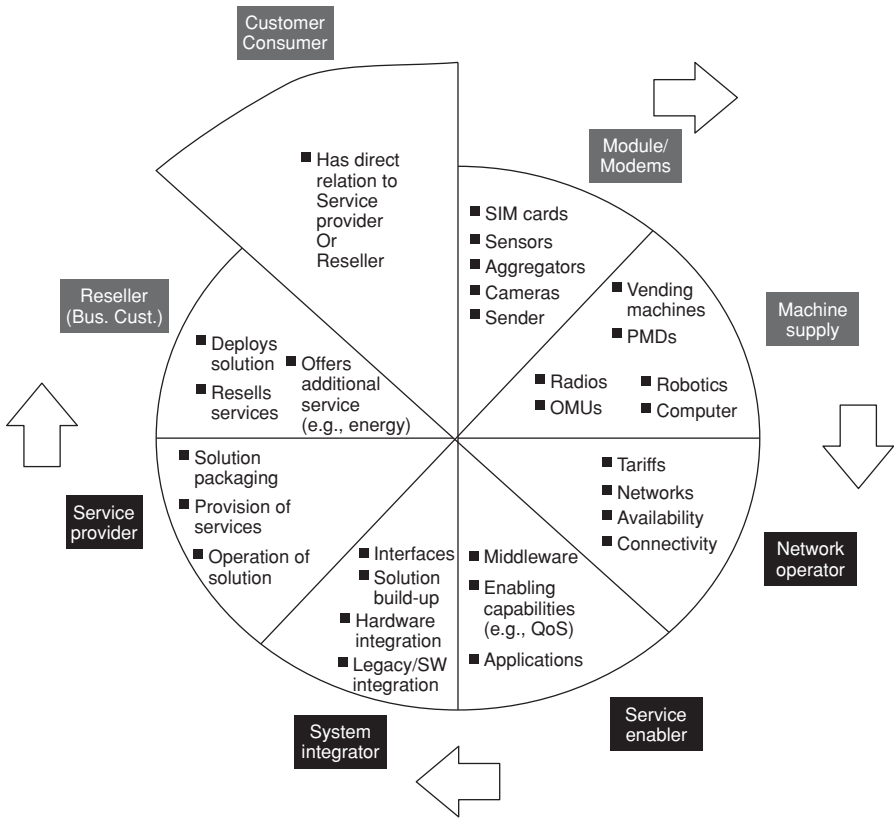 Customer
Consumer
Has direct
relation to
Service
provider
Or
Reseller
Module/
Modems
SIM cards
Sensors
Aggregators
Cameras
Sender
Machine
supply
Vending
machines
PMDs
Radios
OMUs
Robotics
Computer
Network
operator
Tariffs
Networks
Availability
Connectivity
Service
enabler
Middleware
Enabling
capabilities
(e.g., QoS)
Applications
System
integrator
Interfaces
Solution
build-up
Hardware
integration
Legacy/SW
integration
Service
provider
Solution
packaging
Provision of
services
Operation of
solution
Reseller
(Bus. Cust.)
Deploys
solution
Resells
services
Offers
additional
service
(e.g., energy)